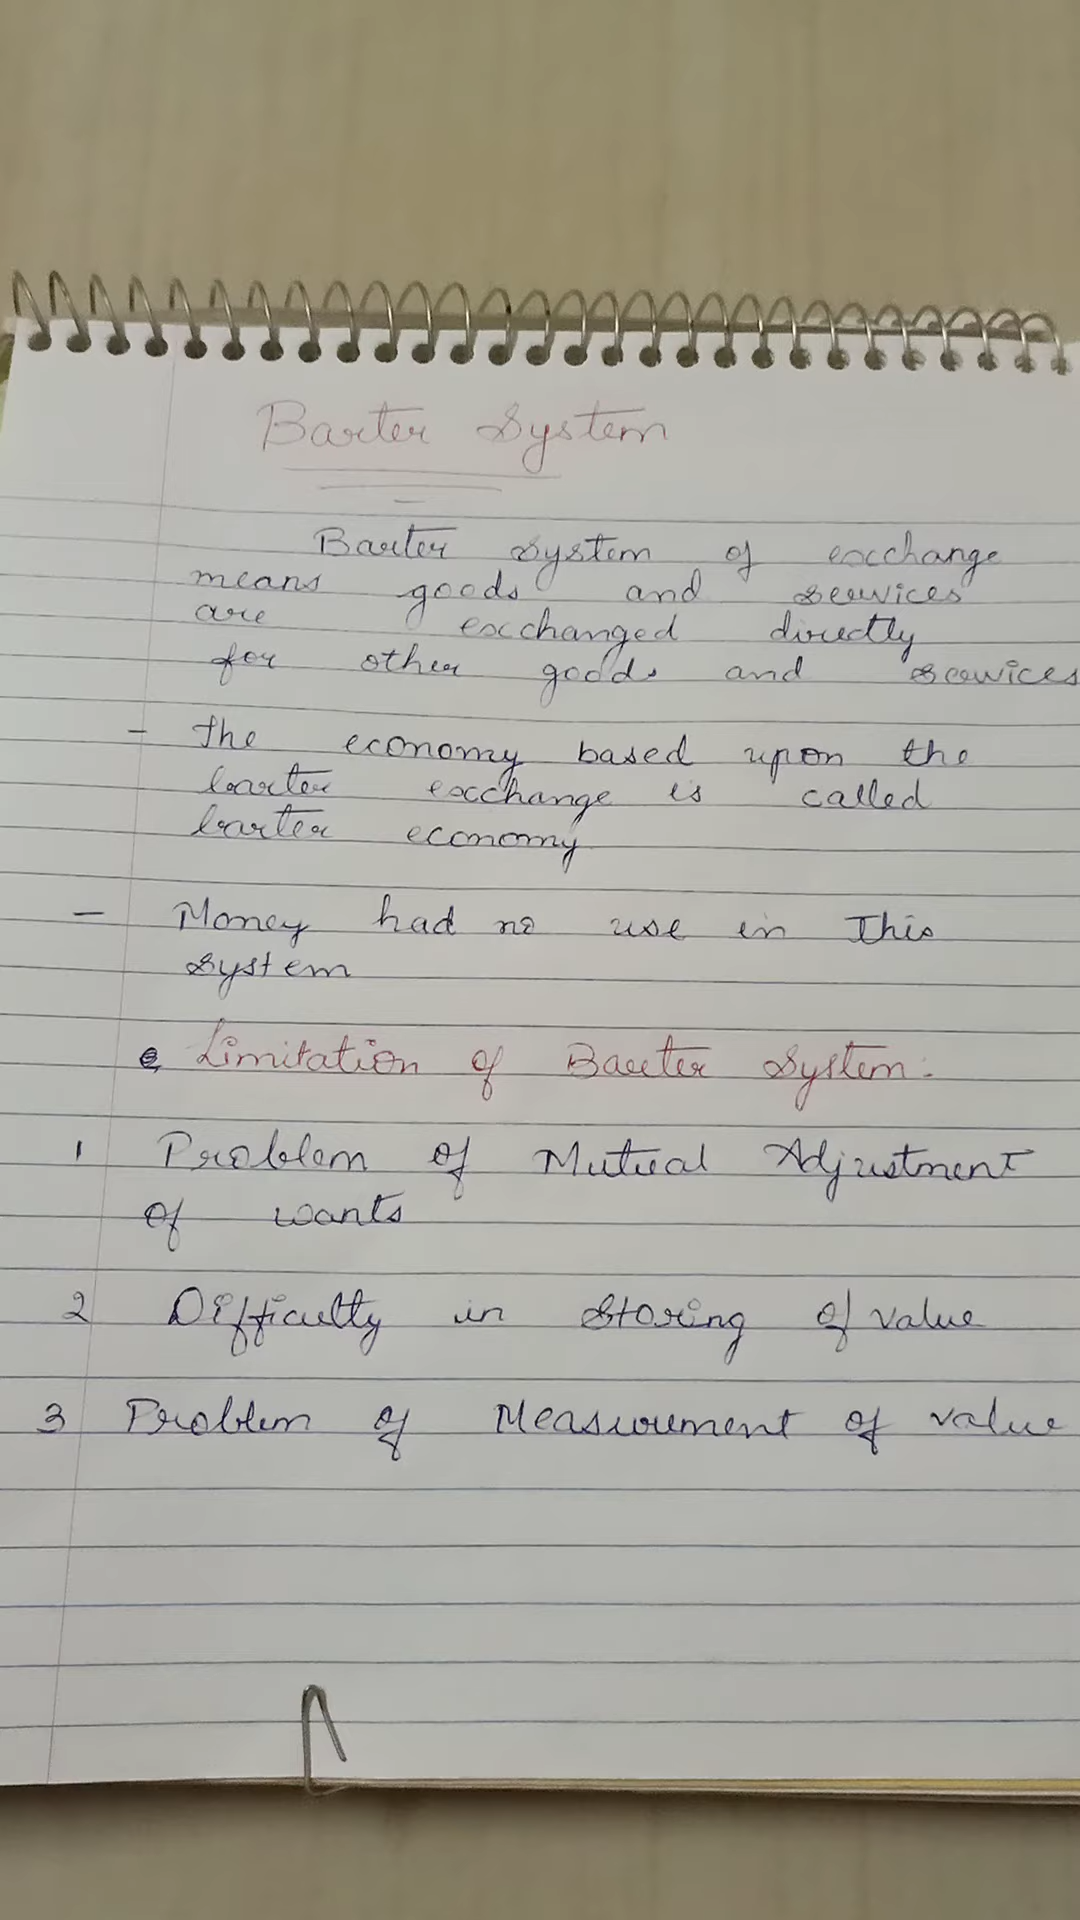 Barter System
Barter System of exchange
means goods and services
are exchanged directly
for other goods and services
- The economy based upon the
barter exchange is called
barter economy
- Money had no use in This
System
Limitation of Barter System.
1 Problem of Mutual Adjustment
of wants
2 Difficulty in Storing of value
3 Problem of Measurement of value